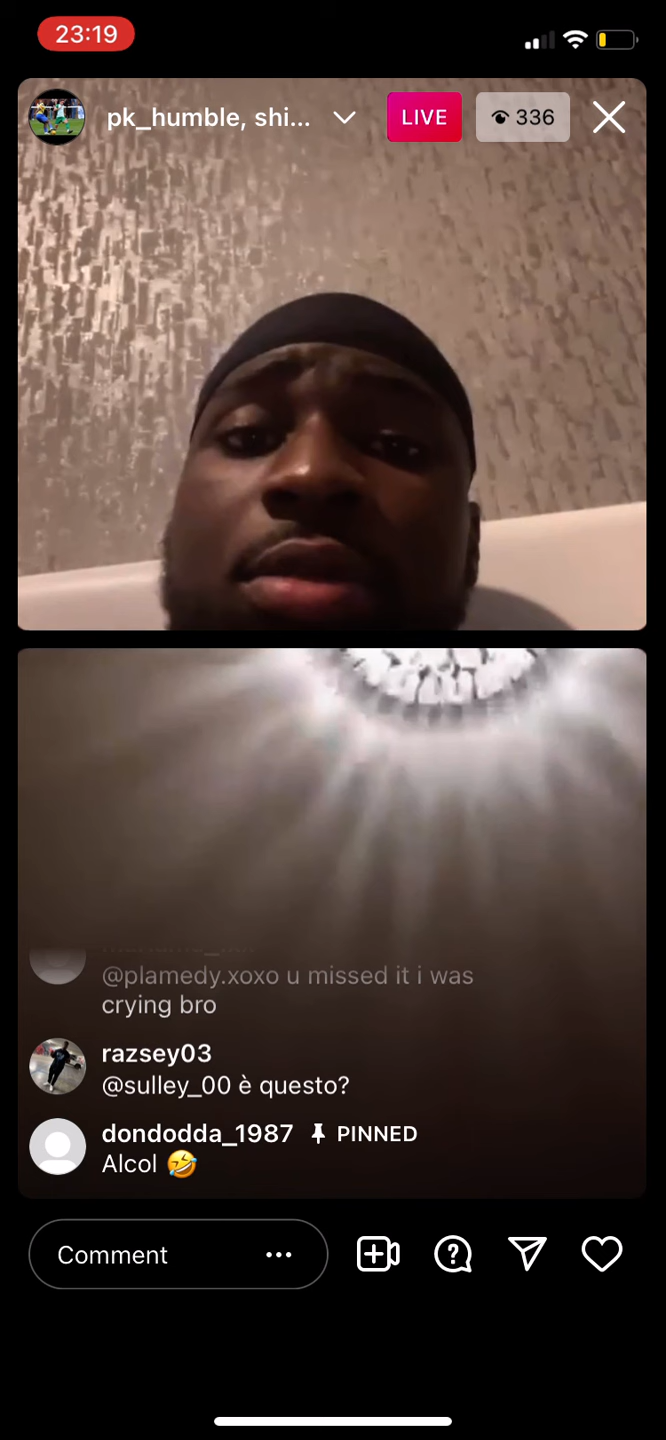 23:19
pk_humble, shi...
LIVE
336
@plamedy.xoxo u missed it i was
crying bro
razsey03
@sulley_00 è questo?
dondodda_1987 PINNED
Alcol 🤣
Comment